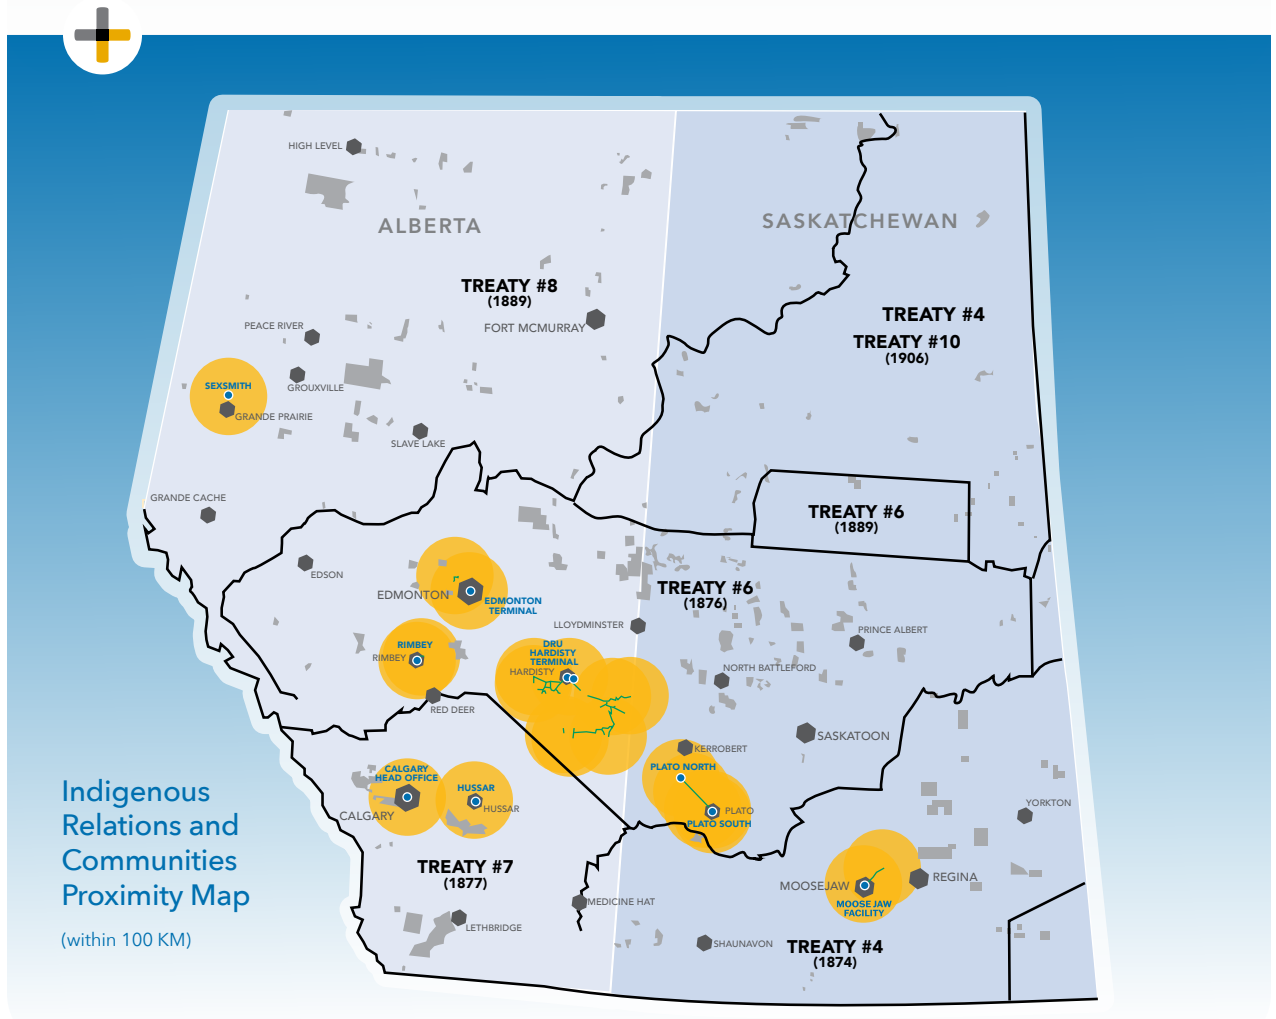 HIGH LEVEL
ALBERTA
SASKATCHEWAN
TREATY #8
(1889)
FORT MCMURRAY
TREATY #4
TREATY #10
(1906)
PEACE RIVER
SEXSMITH
GROUXVILLE
GRANDE PRAIRIE
SLAVE LAKE
GRANDE CACHE
TREATY #6
(1889)
EDSON
EDMONTON
EDMONTON
TERMINAL
TREATY #6
(1876)
LLOYDMINSTER
PRINCE ALBERT
RIMBEY
RIMBEY
DRU
HARDISTY
TERMINAL
HARDISTY
NORTH BATTLEFORD
RED DEER
SASKATOON
KERROBERT
PLATO NORTH
CALGARY
HEAD OFFICE
HUSSAR
HUSSAR
CALGARY
PLATO
PLATO SOUTH
YORKTON
Indigenous
Relations and
Communities
Proximity Map
(within 100 KM)
TREATY #7
(1877)
MOOSEJAW
REGINA
MOOSE JAW
FACILITY
MEDICINE HAT
LETHBRIDGE
SHAUNAVON
TREATY #4
(1874)